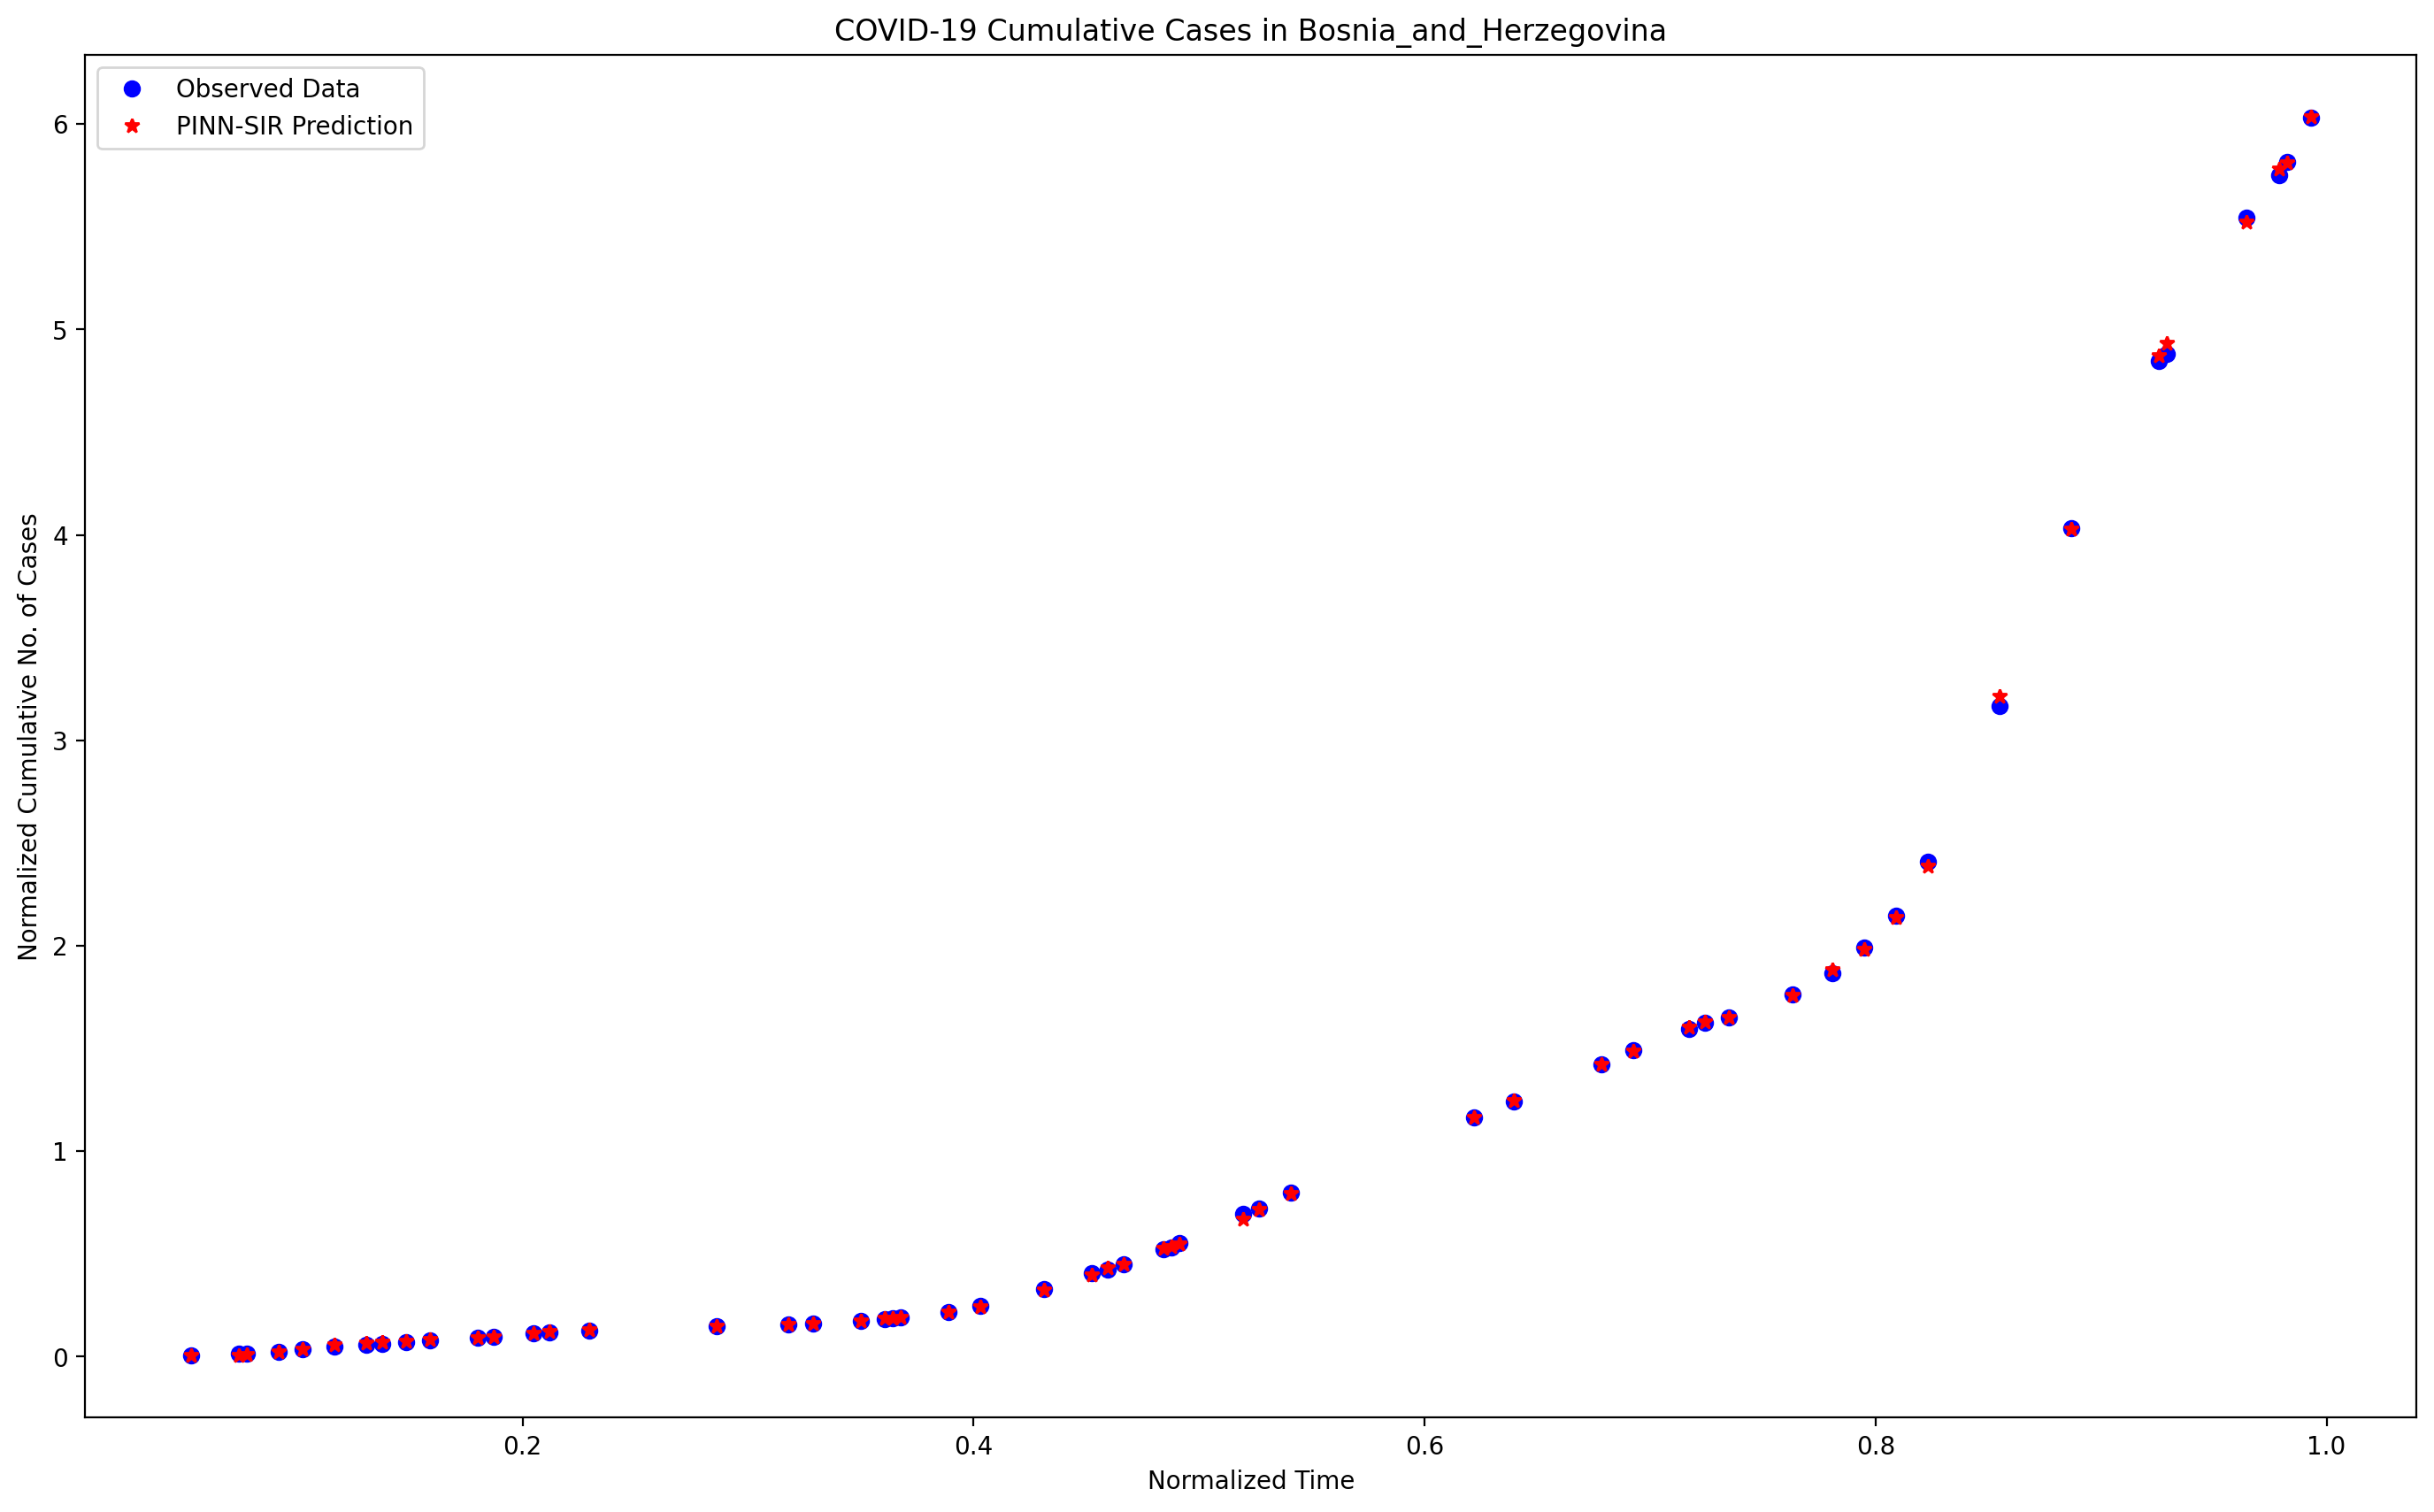 COVID-19 Cumulative Cases in Bosnia_and_Herzegovina
Observed Data
PINN-SIR Prediction
Normalized Cumulative No. of Cases
6
5
4
3
2
1
0
0.2
0.4
0.6
0.8
1.0
Normalized Time